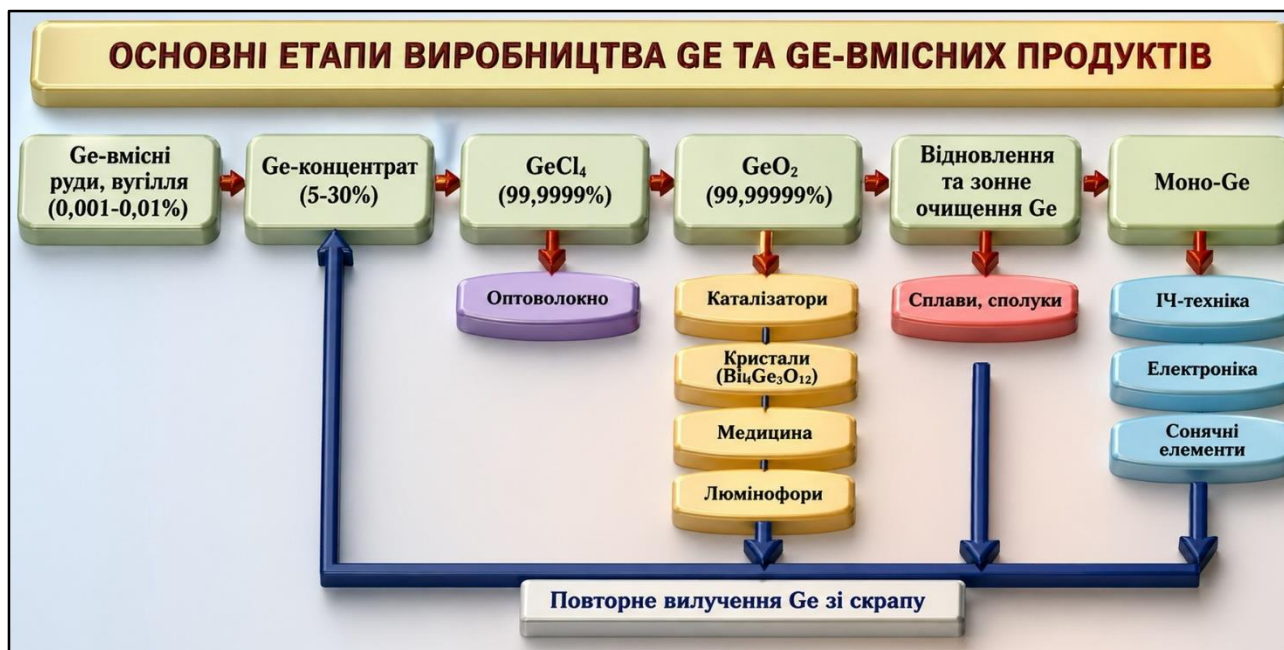 ОСНОВНІ ЕТАПИ ВИРОБНИЦТВА GE ТА GE-ВМІСНИХ ПРОДУКТІВ
Ge-вмісні
руди, вугілля
(0,001-0,01%)
Ge-концентрат
(5-30%)
GeCl₄
(99,9999%)
GeO₂
(99,99999%)
Відновлення
та зонне
очищення Ge
Моно-Ge
Оптоволокно
Каталізатори
Кристали
(Bi₄Ge₃O₁₂)
Медицина
Люмінофори
Сплави, сполуки
ІЧ-техніка
Електроніка
Сонячні
елементи
Повторне вилучення Ge зі скрапу